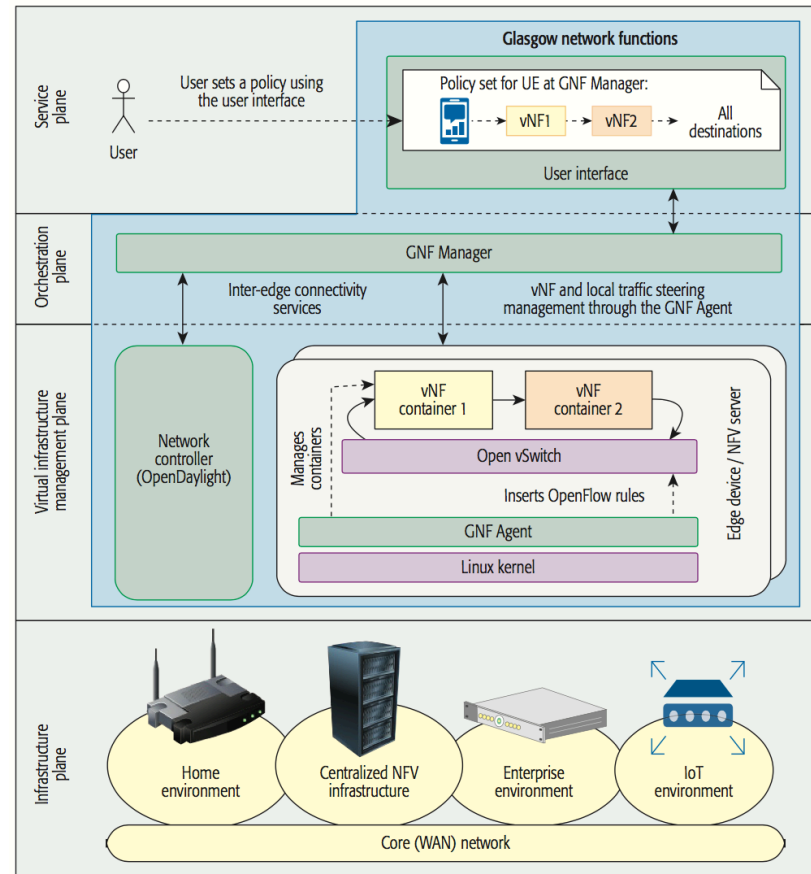 Glasgow network functions
Service
plane
User sets a policy using
the user interface
User
Policy set for UE at GNF Manager:
vNF1
vNF2
All
destinations
User interface
Orchestration
plane
GNF Manager
Inter-edge connectivity
services
vNF and local traffic steering
management through the GNF Agent
Virtual infrastructure
management plane
Network
controller
(OpenDaylight)
vNF
container 1
vNF
container 2
Manages
containers
Open vSwitch
Inserts OpenFlow rules
GNF Agent
Linux kernel
Edge device / NFV server
Infrastructure
plane
Home
environment
Centralized NFV
infrastructure
Enterprise
environment
IoT
environment
Core (WAN) network